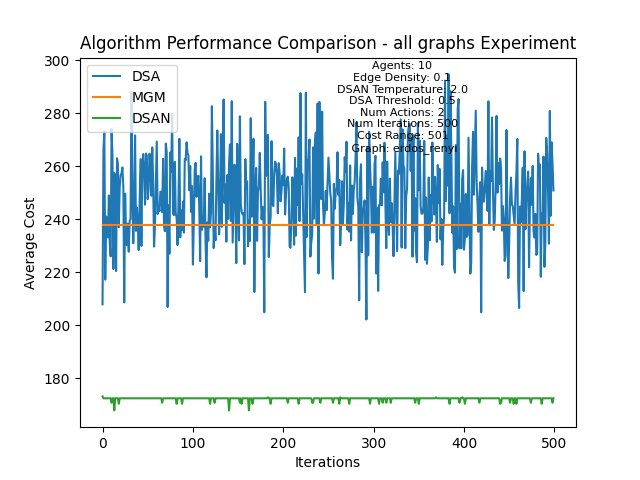 Algorithm Performance Comparison - all graphs Experiment
DSA
MGM
DSAN
Agents: 10
Edge Density: 0.1
DSAN Temperature: 2.0
DSA Threshold: 0.5
Num Actions: 2
Num Iterations: 500
Cost Range: 501
Graph: erdos_renyi
Average Cost
300
280
260
240
220
200
180
0
100
200
300
400
500
Iterations